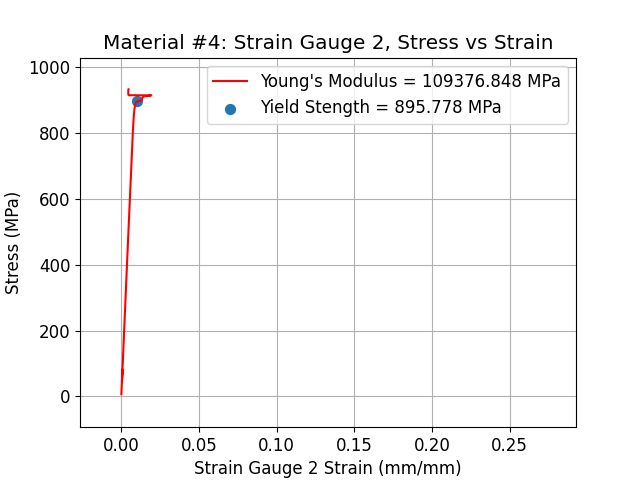 Material #4: Strain Gauge 2, Stress vs Strain
Young's Modulus = 109376.848 MPa
Yield Stength = 895.778 MPa
1000
800
600
400
200
0
Stress (MPa)
0.00 0.05 0.10 0.15 0.20 0.25
Strain Gauge 2 Strain (mm/mm)